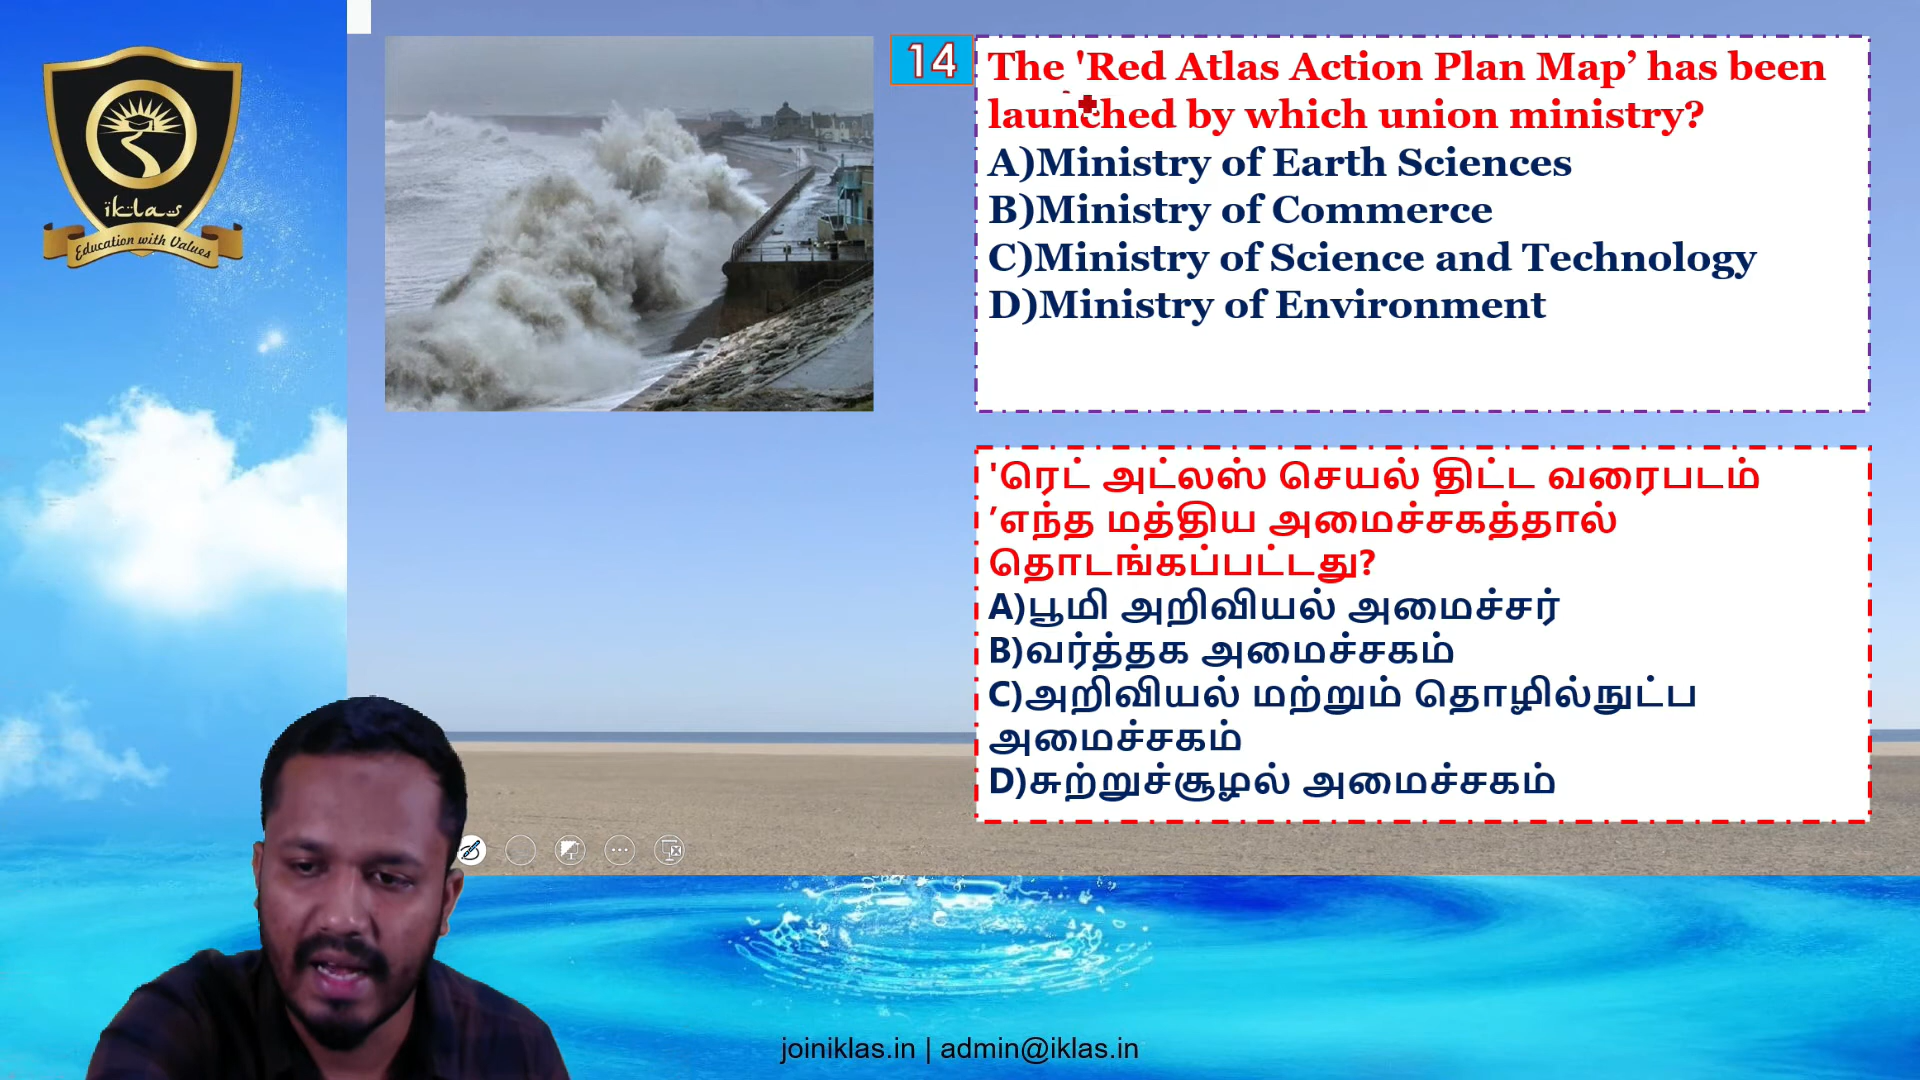 iklas
Education with Values
14
The 'Red Atlas Action Plan Map’ has been
launched by which union ministry?
A)Ministry of Earth Sciences
B)Ministry of Commerce
C)Ministry of Science and Technology
D)Ministry of Environment
'ரெட் அட்லஸ் செயல் திட்ட வரைபடம்
’எந்த மத்திய அமைச்சகத்தால்
தொடங்கப்பட்டது?
A)பூமி அறிவியல் அமைச்சர்
B)வர்த்தக அமைச்சகம்
C)அறிவியல் மற்றும் தொழில்நுட்ப
அமைச்சகம்
D)சுற்றுச்சூழல் அமைச்சகம்
joiniklas.in | admin@iklas.in